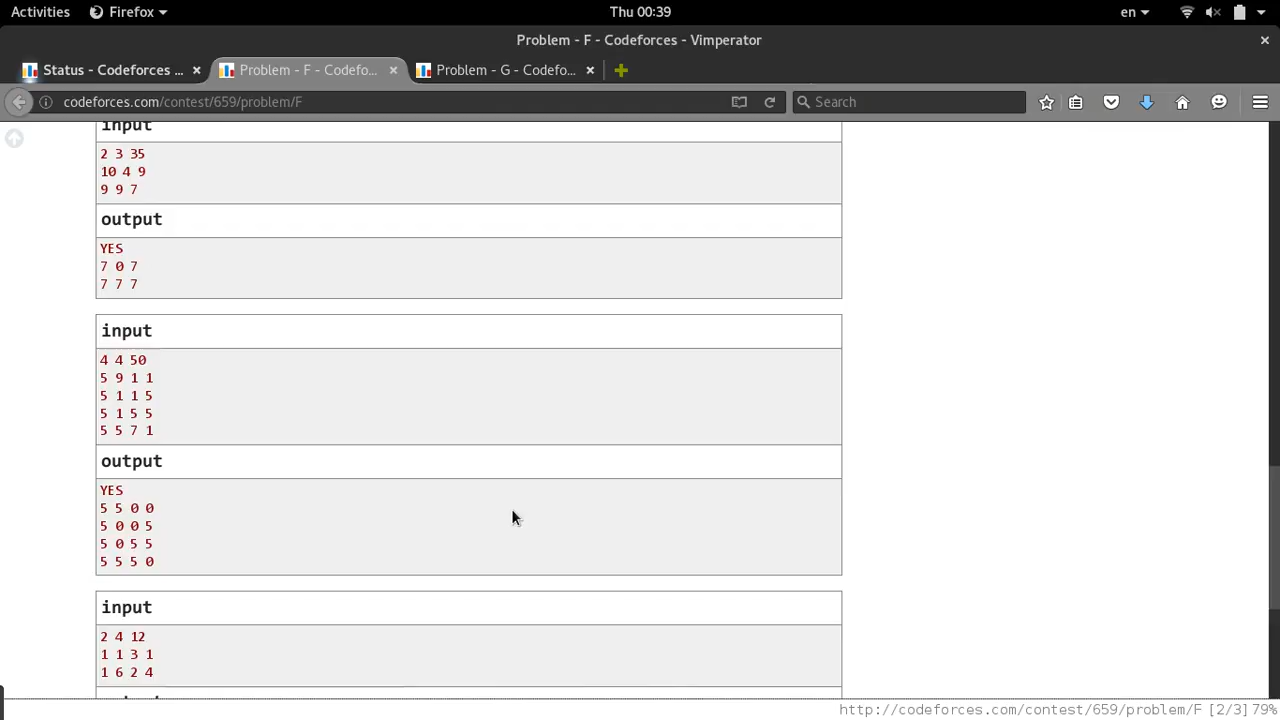 Activities Firefox Thu 00:39 en
Problem - F - Codeforces - Vimperator
Status - Codeforces ... Problem - F - Codefo... Problem - G - Codefo...
codeforces.com/contest/659/problem/F Search
input
2 3 35
10 4 9
9 9 7
output
YES
7 0 7
7 7 7
input
4 4 50
5 9 1 1
5 1 1 5
5 1 5 5
5 5 7 1
output
YES
5 5 0 0
5 0 0 5
5 0 5 5
5 5 5 0
input
2 4 12
1 1 3 1
1 6 2 4
http://codeforces.com/contest/659/problem/F [2/3] 79%